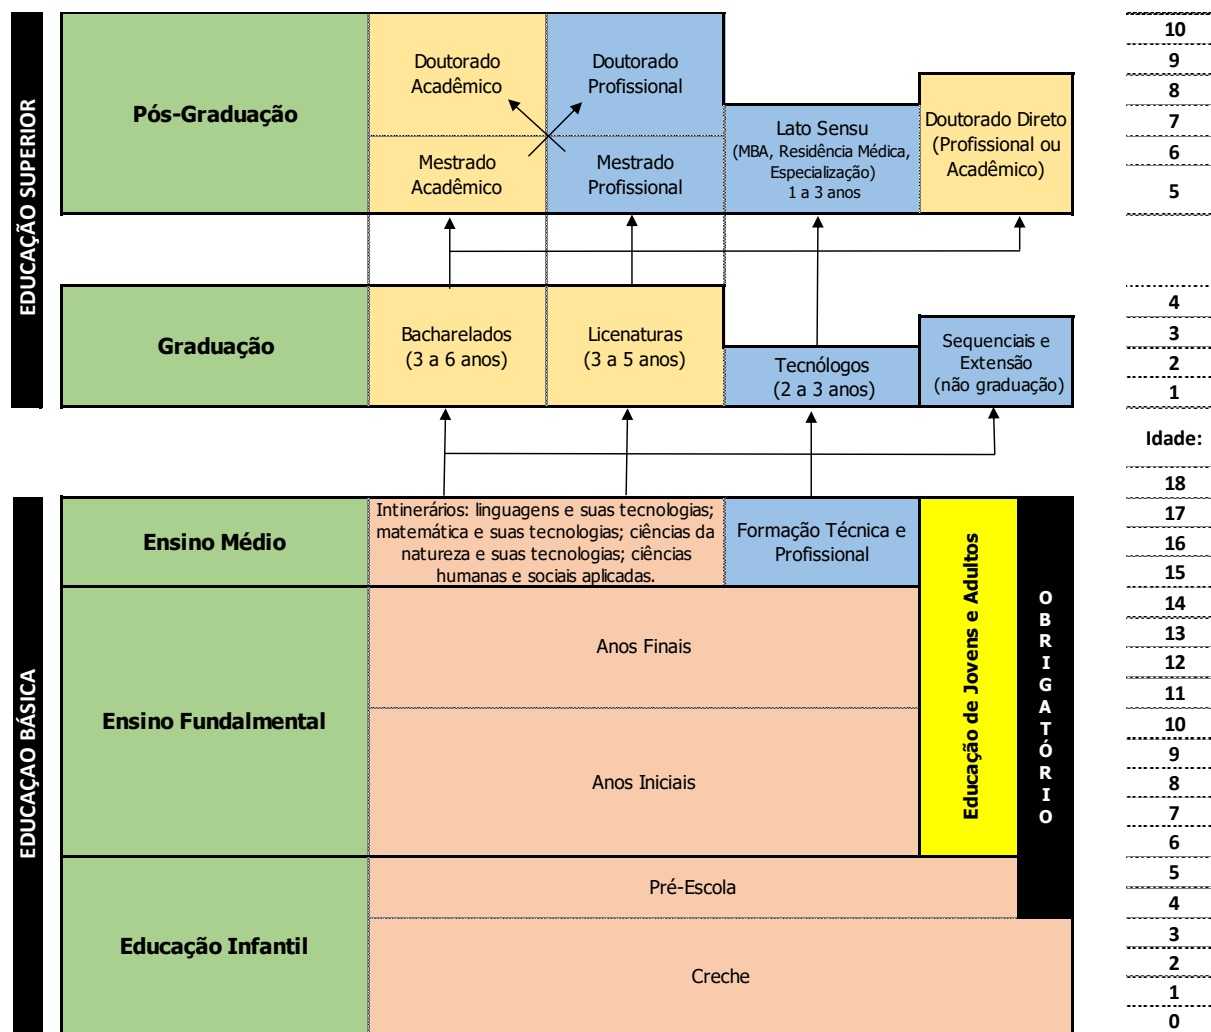 EDUCAÇÃO SUPERIOR
Pós-Graduação
Doutorado
Acadêmico
Doutorado
Profissional
Mestrado
Acadêmico
Mestrado
Profissional
Lato Sensu
(MBA, Residência Médica,
Especialização)
1 a 3 anos
Doutorado Direto
(Profissional ou
Acadêmico)
10
9
8
7
6
5
Graduação
Bacharelados
(3 a 6 anos)
Licenaturas
(3 a 5 anos)
Tecnólogos
(2 a 3 anos)
Sequenciais e
Extensão
(não graduação)
4
3
2
1
Idade:
EDUCAÇAO BÁSICA
Ensino Médio
Intinerários: linguagens e suas tecnologias;
matemática e suas tecnologias; ciências da
natureza e suas tecnologias; ciências
humanas e sociais aplicadas.
Formação Técnica e
Profissional
Educação de Jovens e Adultos
OBRIGATÓRIO
18
17
16
15
Ensino Fundalmental
Anos Finais
Anos Iniciais
14
13
12
11
10
9
8
7
6
Educação Infantil
Pré-Escola
Creche
5
4
3
2
1
0